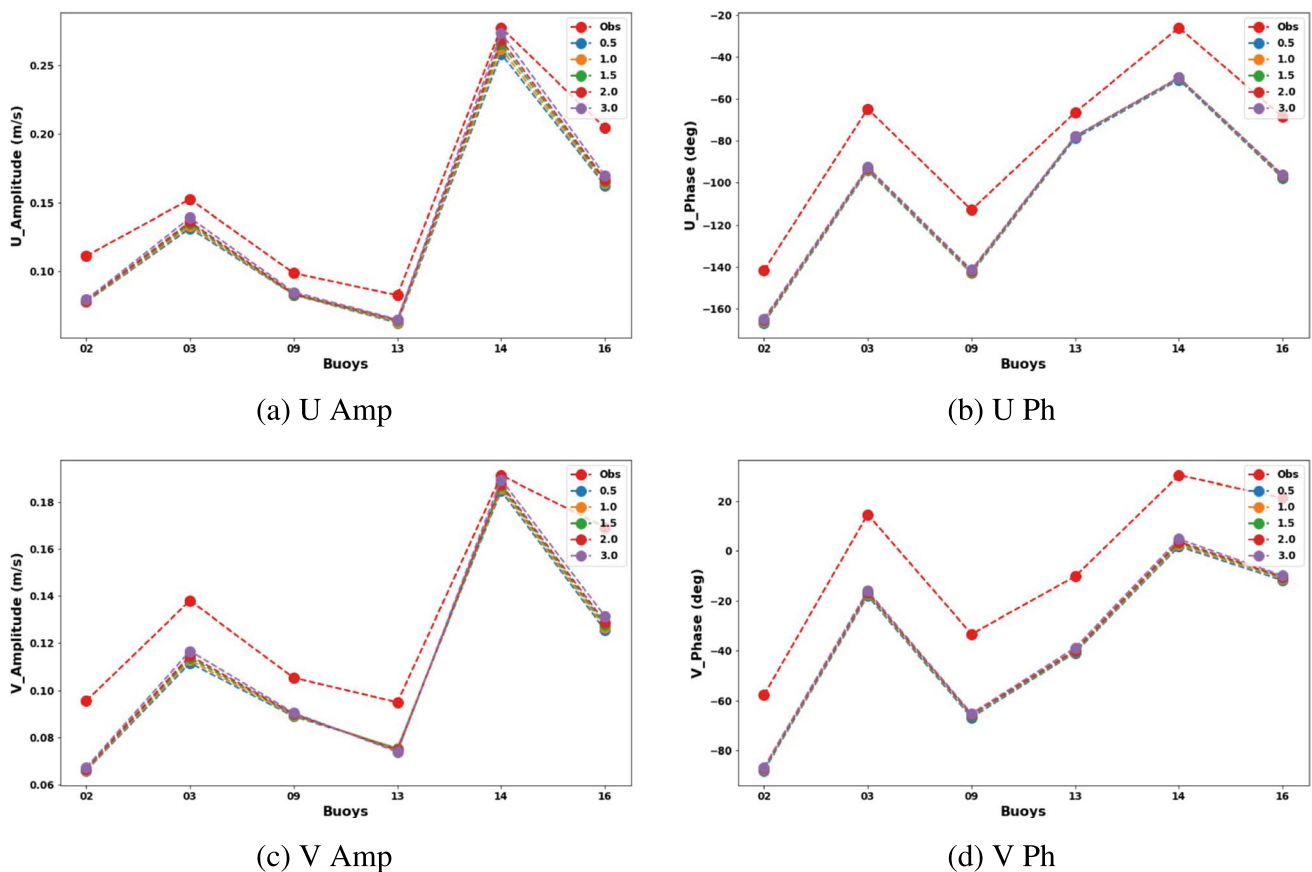 U_Amplitude (m/s)
0.25
0.20
0.15
0.10
02 03 09 13 14 16
Buoys
Obs
0.5
1.0
1.5
2.0
3.0
(a) U Amp
U_Phase (deg)
−20
−40
−60
−80
−100
−120
−140
−160
02 03 09 13 14 16
Buoys
Obs
0.5
1.0
1.5
2.0
3.0
(b) U Ph
V_Amplitude (m/s)
0.18
0.16
0.14
0.12
0.10
0.08
0.06
02 03 09 13 14 16
Buoys
Obs
0.5
1.0
1.5
2.0
3.0
(c) V Amp
V_Phase (deg)
20
0
−20
−40
−60
−80
02 03 09 13 14 16
Buoys
Obs
0.5
1.0
1.5
2.0
3.0
(d) V Ph